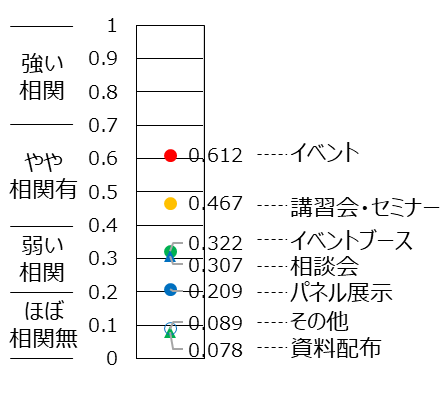 1
0.9
0.8
0.7
0.6
0.5
0.4
0.3
0.2
0.1
0
強い
相関
やや
相関有
弱い
相関
ほぼ
相関無
0.612 イベント
0.467 講習会・セミナー
0.322 イベントブース
0.307 相談会
0.209 パネル展示
0.089 その他
0.078 資料配布